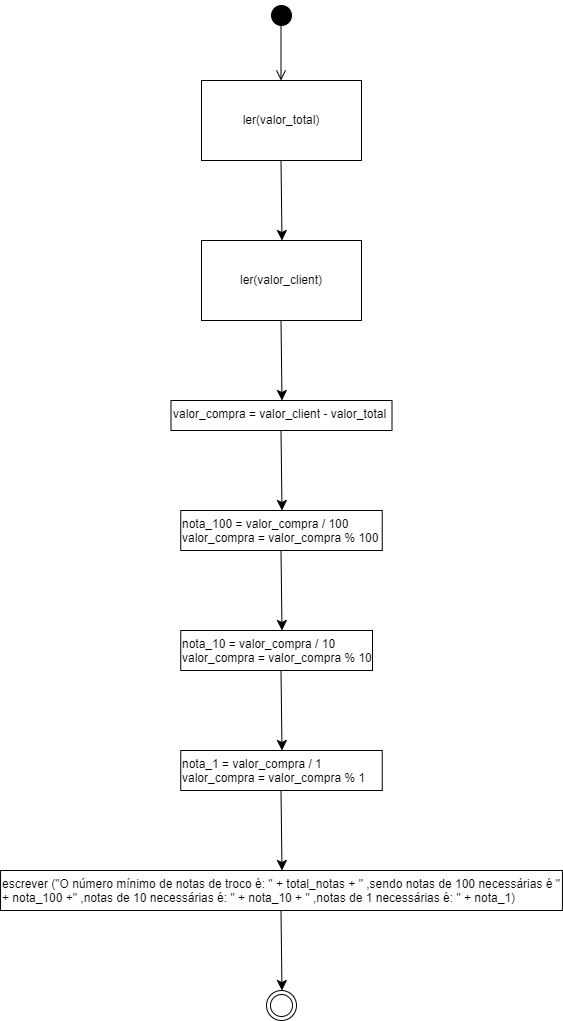 ler(valor_total)
ler(valor_client)
valor_compra = valor_client - valor_total
nota_100 = valor_compra / 100
valor_compra = valor_compra % 100
nota_10 = valor_compra / 10
valor_compra = valor_compra % 10
nota_1 = valor_compra / 1
valor_compra = valor_compra % 1
escrever ("O número mínimo de notas de troco é: " + total_notas + " ,sendo notas de 100 necessárias é "
+ nota_100 +" ,notas de 10 necessárias é: " + nota_10 + " ,notas de 1 necessárias é: " + nota_1)